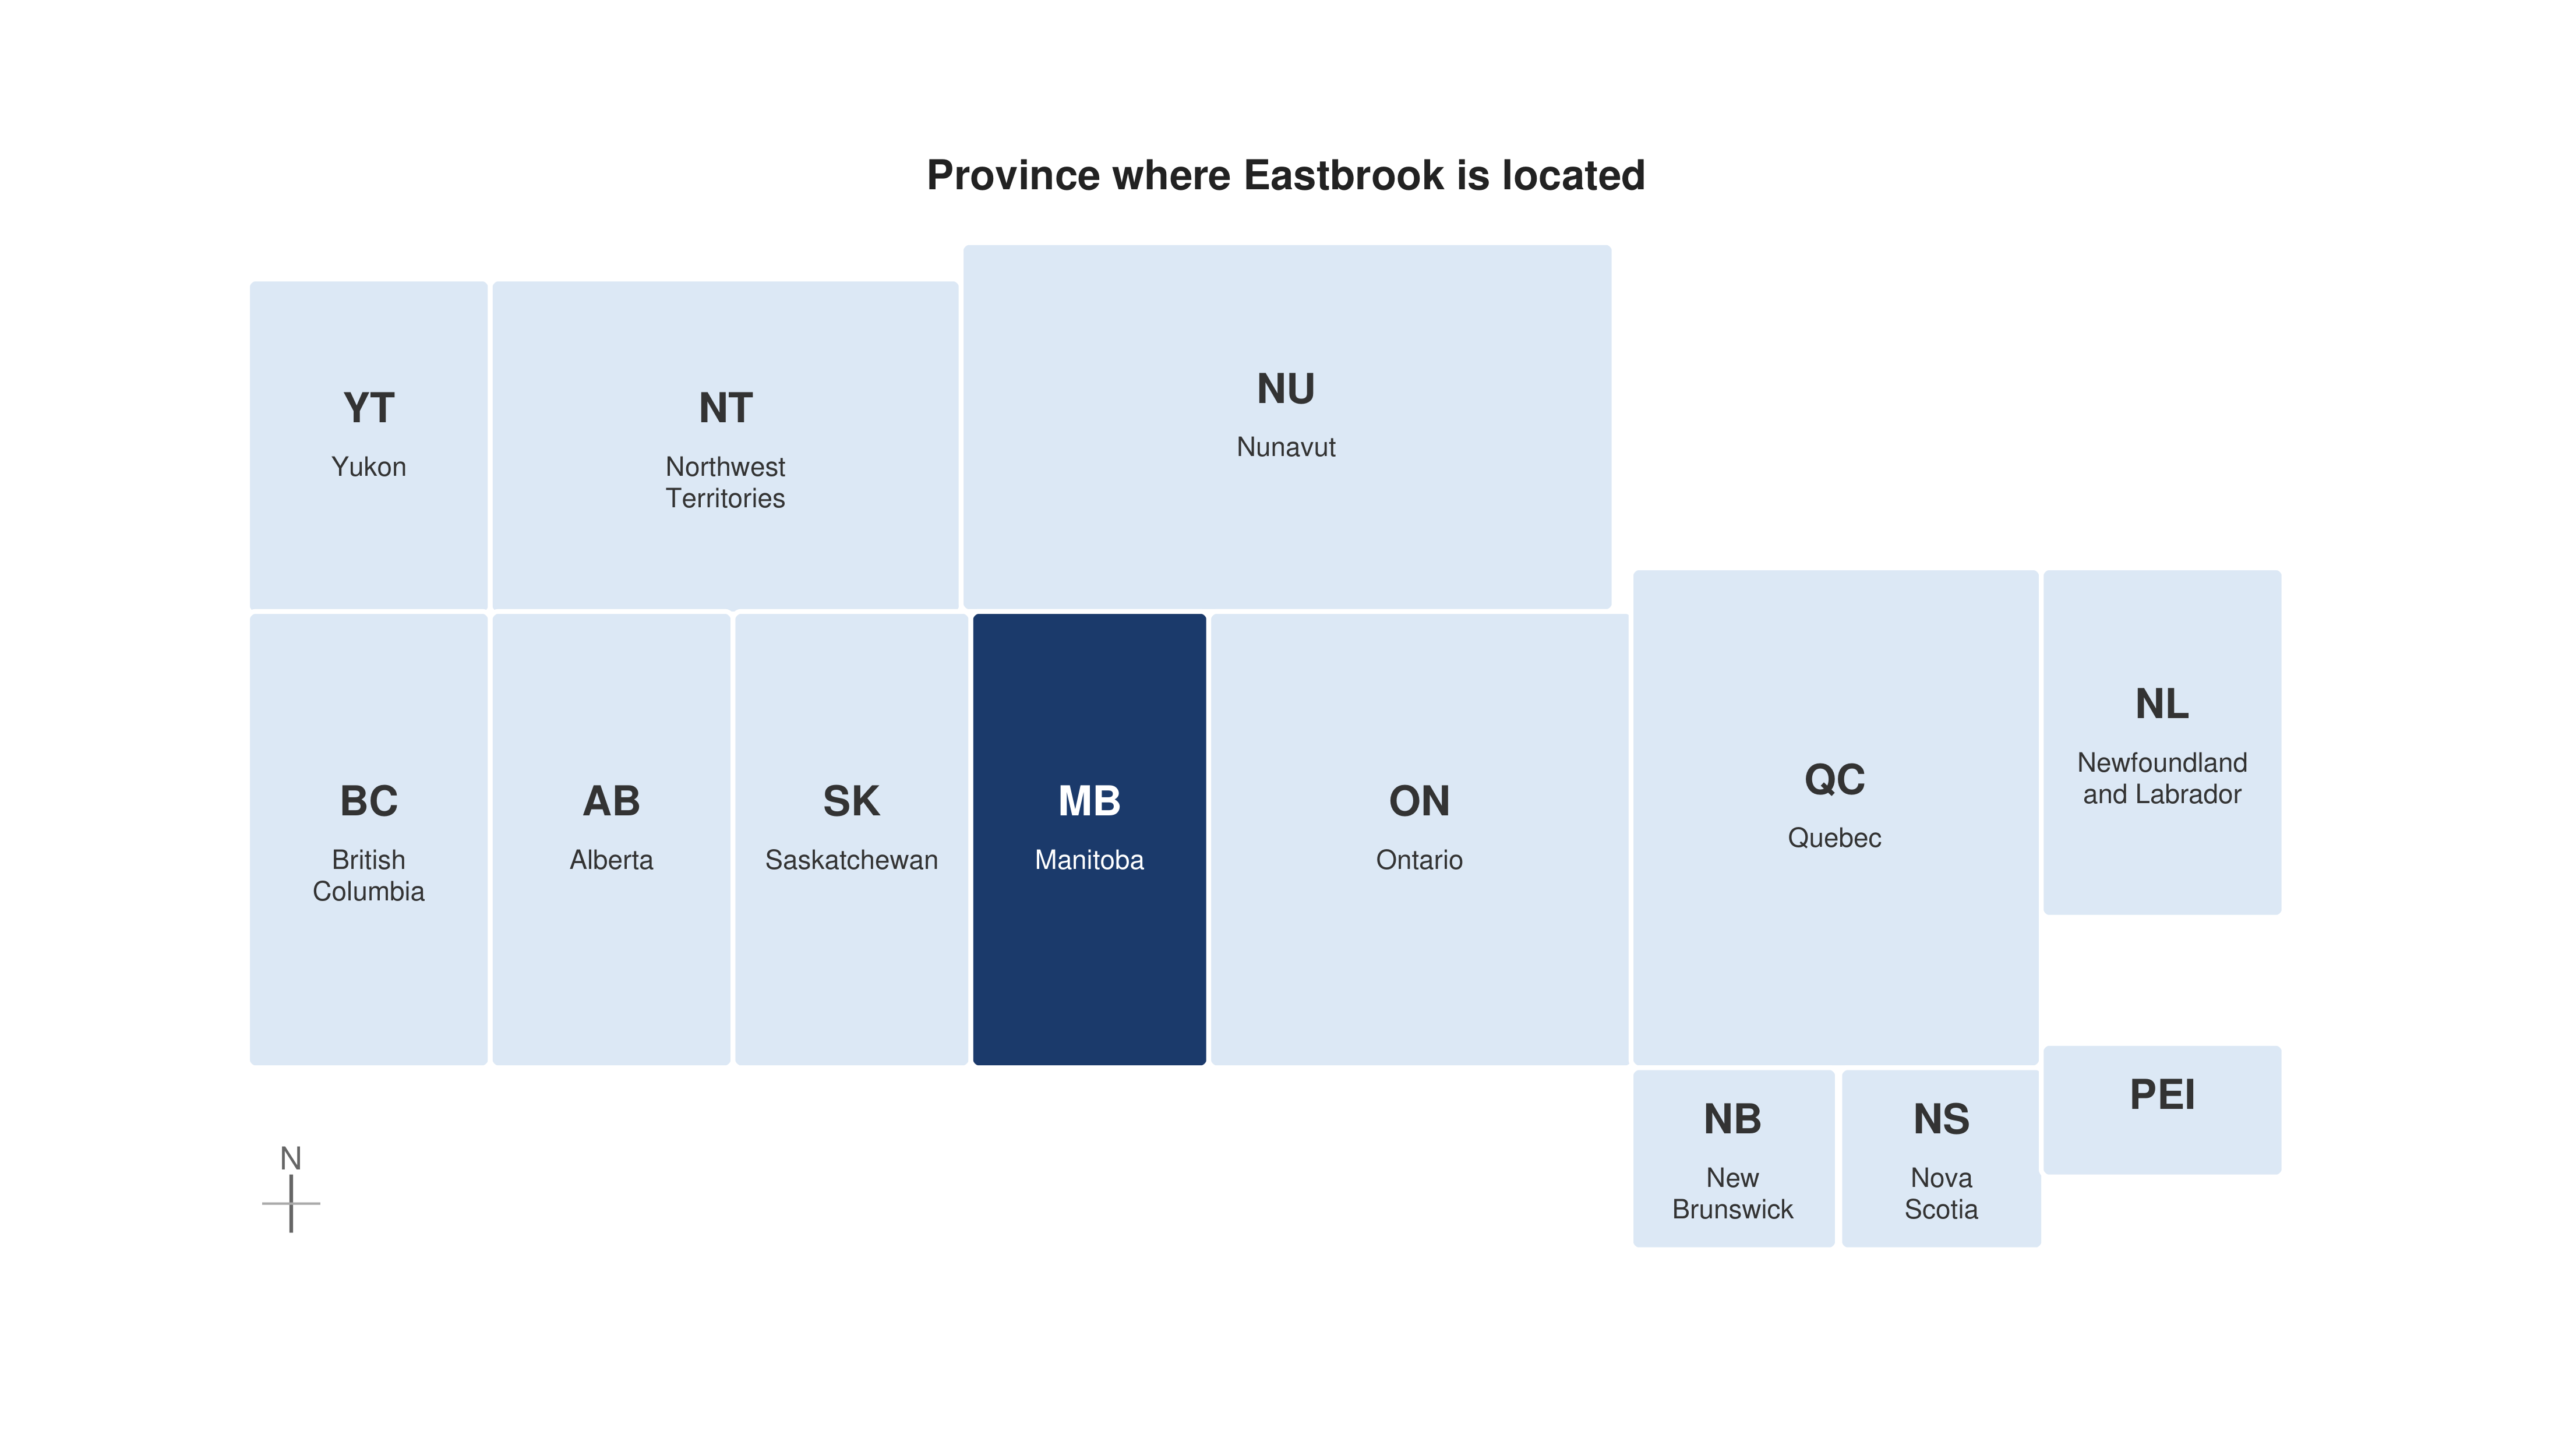 Province where Eastbrook is located
YT
Yukon
NT
Northwest
Territories
NU
Nunavut
BC
British
Columbia
AB
Alberta
SK
Saskatchewan
MB
Manitoba
ON
Ontario
QC
Quebec
NL
Newfoundland
and Labrador
NB
New
Brunswick
NS
Nova
Scotia
PEI
N